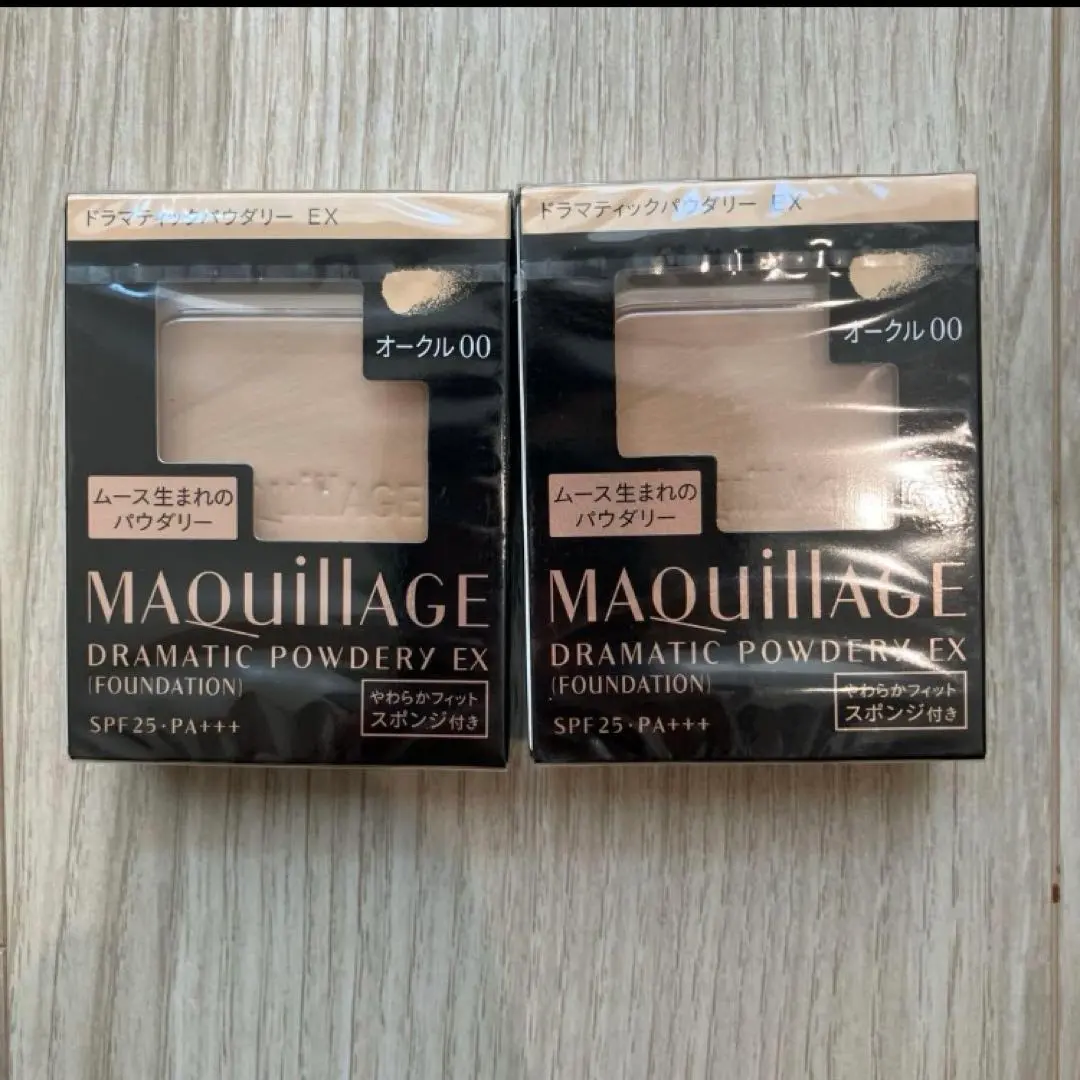 ドラマティックパウダリー EX
オークル00
ムース生まれの
パウダリー
MAQuillAGE
DRAMATIC POWDERY EX
(FOUNDATION)
やわらかフィット
スポンジ付き
SPF25・PA+++
ドラマティックパウダリー EX
オークル00
ムース生まれの
パウダリー
MAQuillAGE
DRAMATIC POWDERY EX
(FOUNDATION)
やわらかフィット
スポンジ付き
SPF25・PA+++